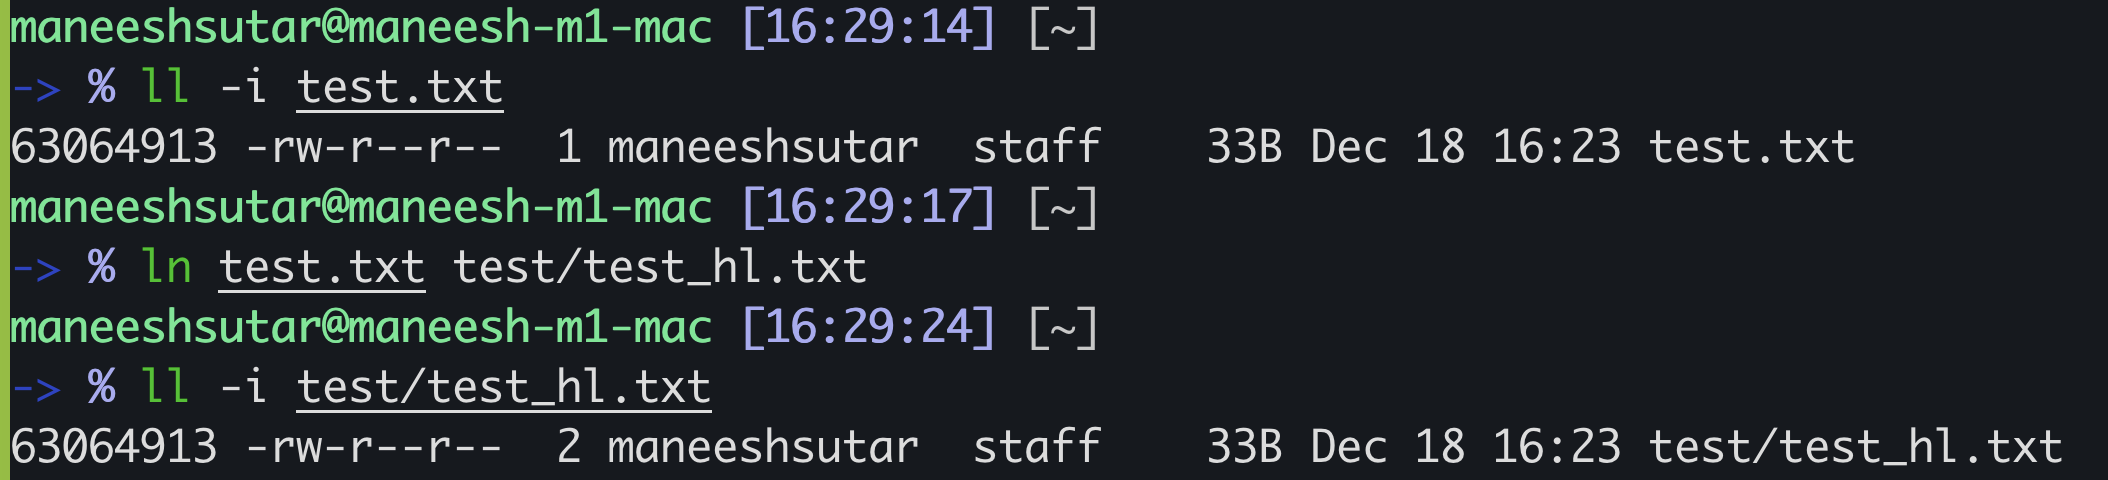 maneeshsutar@maneesh-m1-mac [16:29:14] [~]
-> % ll -i test.txt
63064913 -rw-r--r--  1 maneeshsutar  staff    33B Dec 18 16:23 test.txt
maneeshsutar@maneesh-m1-mac [16:29:17] [~]
-> % ln test.txt test/test_hl.txt
maneeshsutar@maneesh-m1-mac [16:29:24] [~]
-> % ll -i test/test_hl.txt
63064913 -rw-r--r--  2 maneeshsutar  staff    33B Dec 18 16:23 test/test_hl.txt